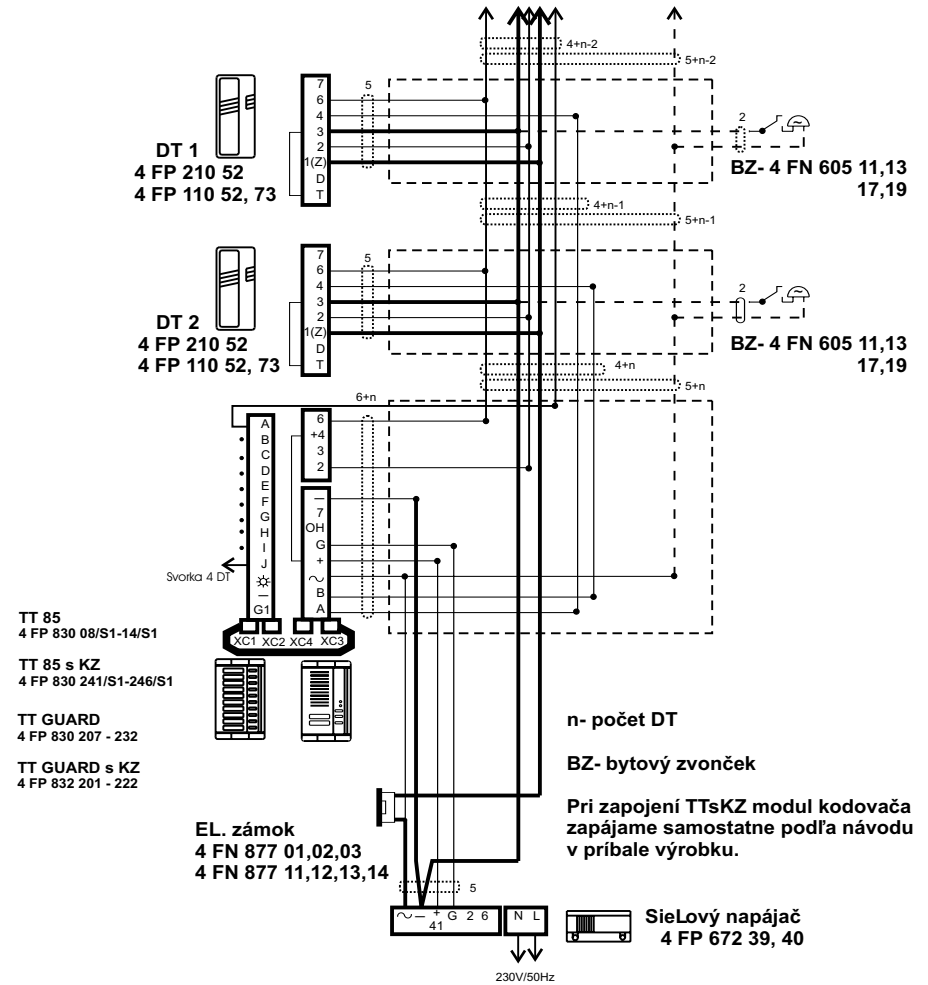 4+n-2
5+n-2
7
6
4
3
2
1(Z)
D
T
5
2
DT 1
4 FP 210 52
4 FP 110 52, 73
BZ- 4 FN 605 11,13
17,19
4+n-1
5+n-1
7
6
4
3
2
1(Z)
D
T
5
2
DT 2
4 FP 210 52
4 FP 110 52, 73
BZ- 4 FN 605 11,13
17,19
4+n
5+n
6+n
A
B
C
D
E
F
G
H
I
J
—
G1
6
+4
3
2
—
7
OH
G
+
~
B
A
Svorka 4 DT
XC1 XC2 XC4 XC3
TT 85
4 FP 830 08/S1-14/S1
TT 85 s KZ
4 FP 830 241/S1-246/S1
TT GUARD
4 FP 830 207 - 232
TT GUARD s KZ
4 FP 832 201 - 222
n- počet DT
BZ- bytový zvonček
Pri zapojení TTsKZ modul kodovača
zapájame samostatne podľa návodu
v príbale výrobku.
EL. zámok
4 FN 877 01,02,03
4 FN 877 11,12,13,14
5
~ — + G 2 6
41
N L
SieLový napájač
4 FP 672 39, 40
230V/50Hz